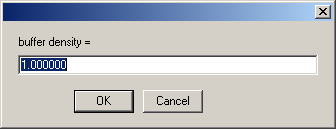 buffer density =
1.000000
OK
Cancel